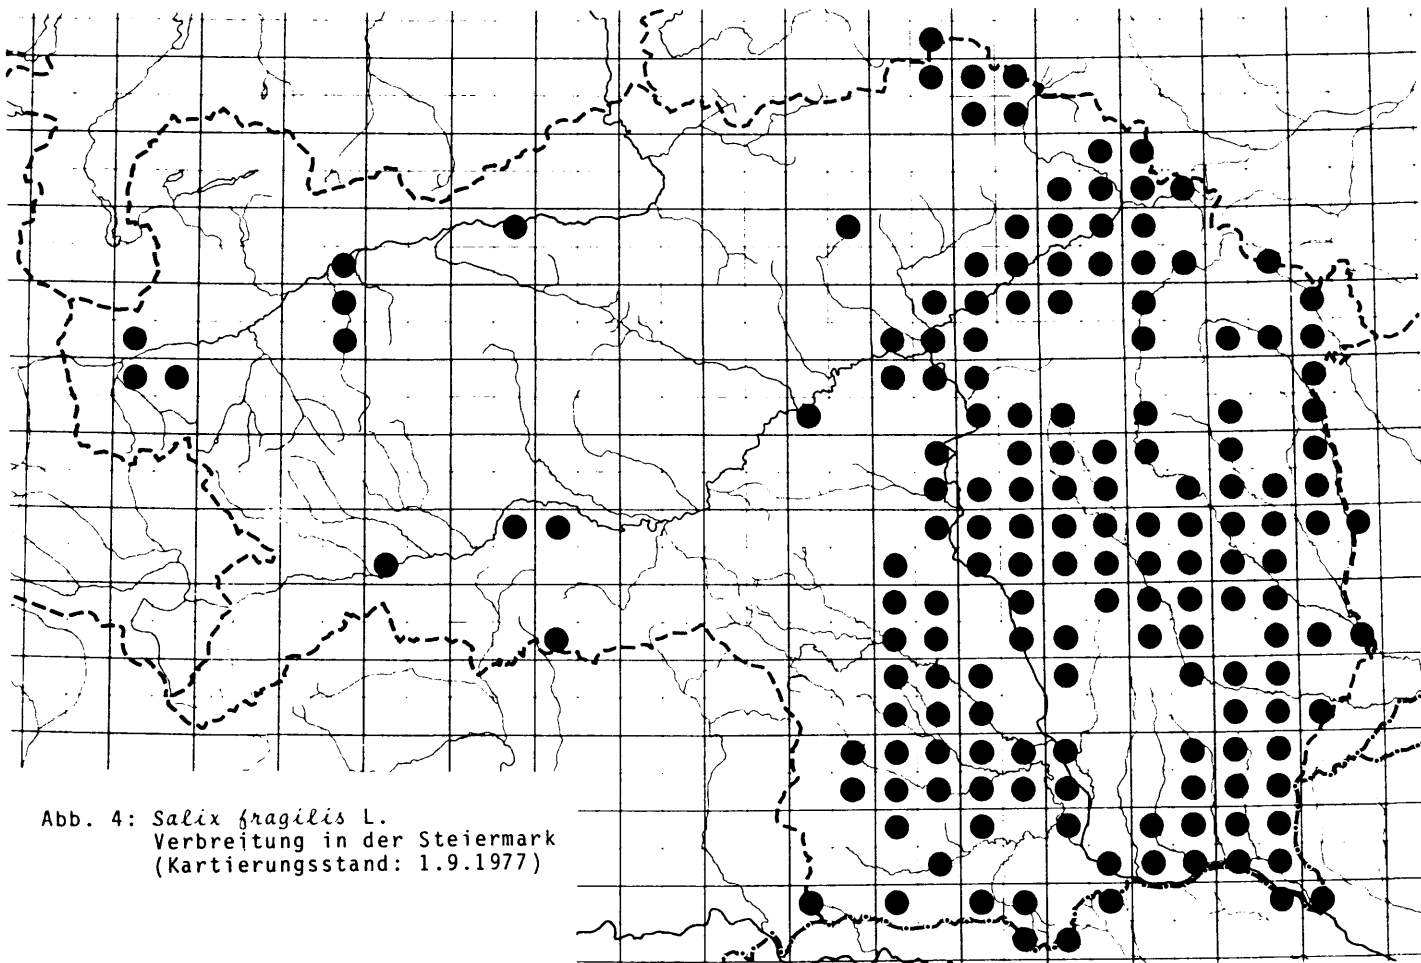 Abb. 4: Salix fragilis L.
Verbreitung in der Steiermark
(Kartierungsstand: 1.9.1977)